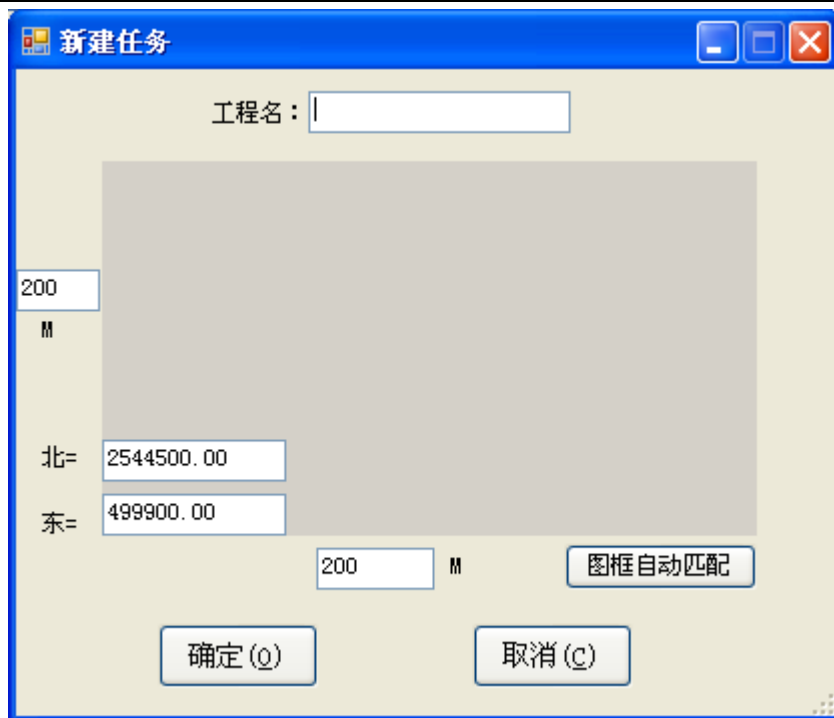 新建任务
工程名：
200
M
北= 2544500.00
东= 499900.00
200 M 图框自动匹配
确定(O) 取消(C)